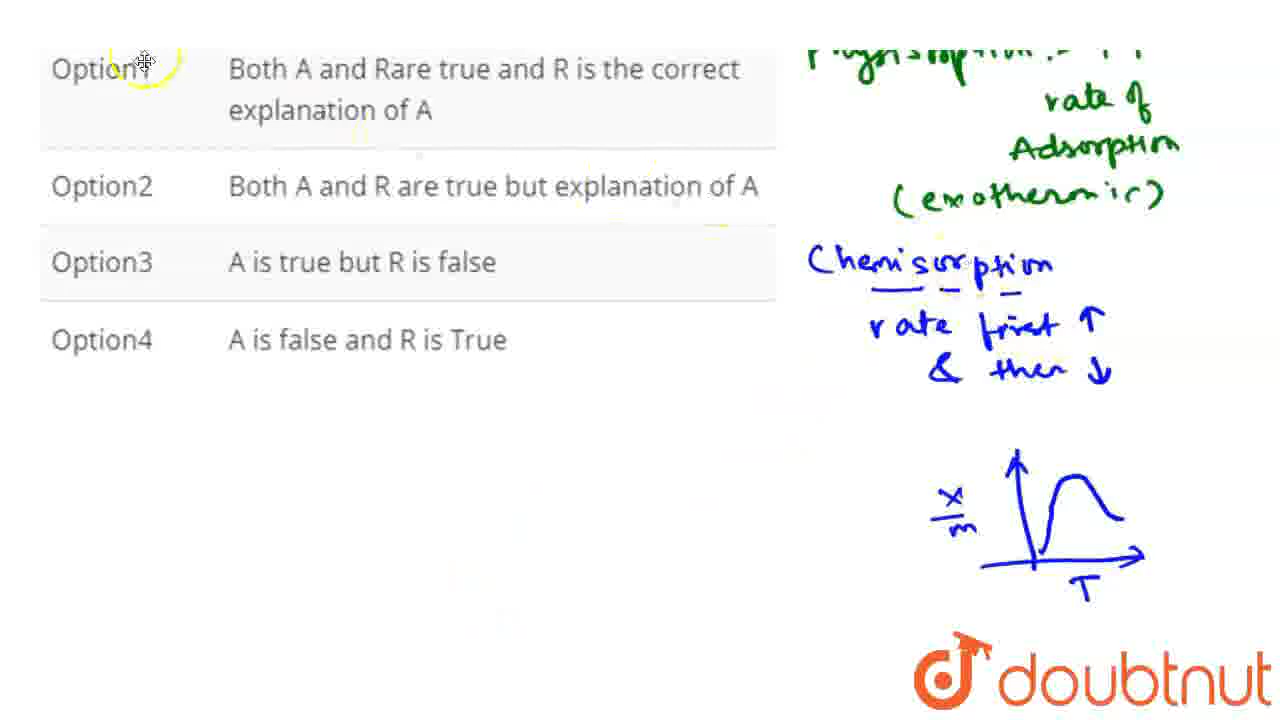 Option1
Both A and Rare true and R is the correct
explanation of A
Option2
Both A and R are true but explanation of A
Option3
A is true but R is false
Option4
A is false and R is True
Physisorption :-
rate of
Adsorption
(exothermic)
Chemisorption
rate first ↑
& then ↓
x
m
T
doubtnut